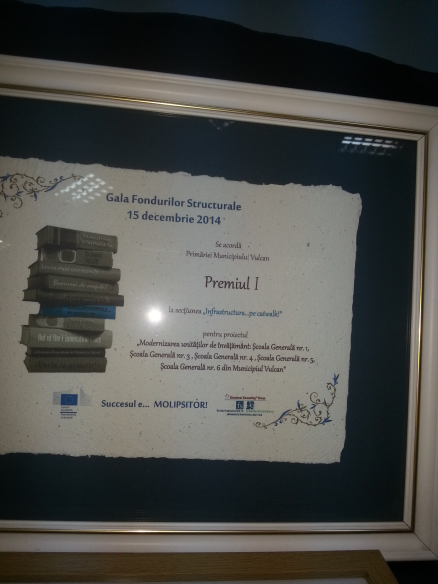 Gala Fondurilor Structurale
15 decembrie 2014
Se acordă
Primăriei Municipiului Vulcan
Premiul I
la secțiunea „Infrastructura...pe catwalk!"
pentru proiectul
„Modernizarea unităților de învățământ: Școala Generală nr. 1,
Școala Generală nr. 3 , Școala Generală nr. 4 , Școala Generală nr. 5,
Școala Generală nr. 6 din Municipiul Vulcan"
Succesul e... MOLIPSITOR!